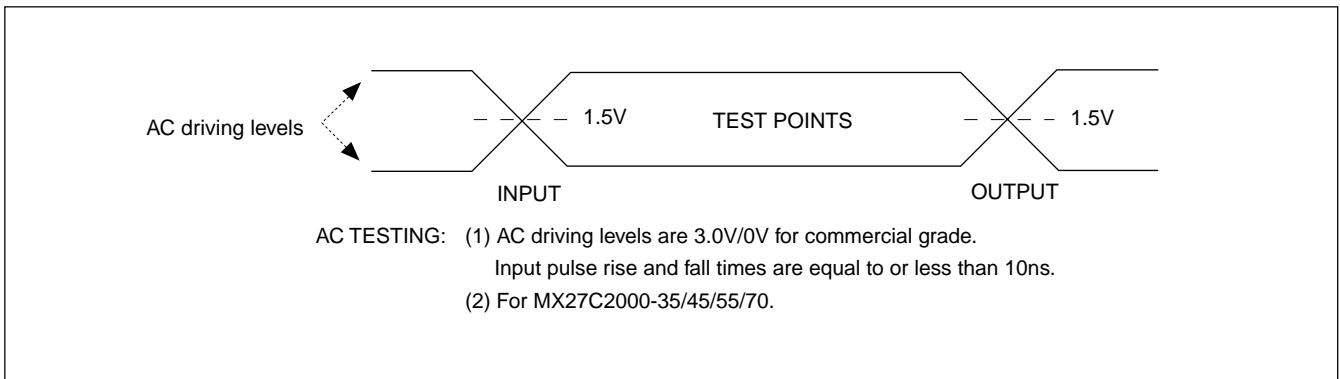 AC driving levels
1.5V
TEST POINTS
1.5V
INPUT
OUTPUT
AC TESTING: (1) AC driving levels are 3.0V/0V for commercial grade.
Input pulse rise and fall times are equal to or less than 10ns.
(2) For MX27C2000-35/45/55/70.